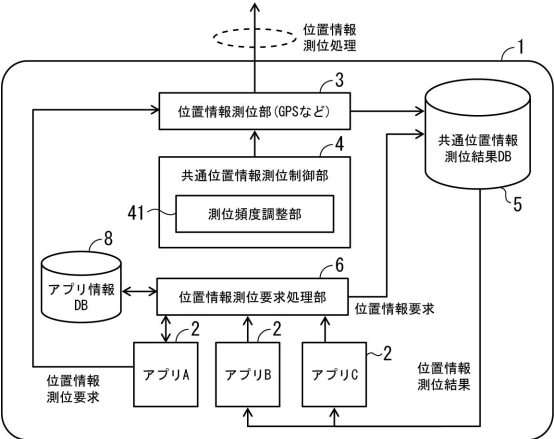 位置情報
測位処理
1
3
位置情報測位部(GPSなど)
4
共通位置情報測位制御部
41
測位頻度調整部
共通位置情報
測位結果DB
5
8
アプリ情報
DB
6
位置情報測位要求処理部
位置情報要求
2
アプリA
2
アプリB
2
アプリC
位置情報
測位要求
位置情報
測位結果